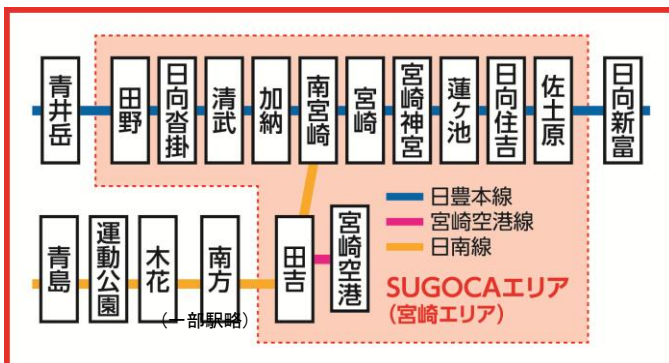 青井岳
田野
日向沓掛
清武
加納
南宮崎
宮崎
宮崎神宮
蓮ヶ池
日向住吉
佐土原
日向新富
日豊本線
宮崎空港線
日南線
青島
運動公園
木花
南方
田吉
宮崎空港
SUGOCAエリア
(宮崎エリア)
(一部駅略)